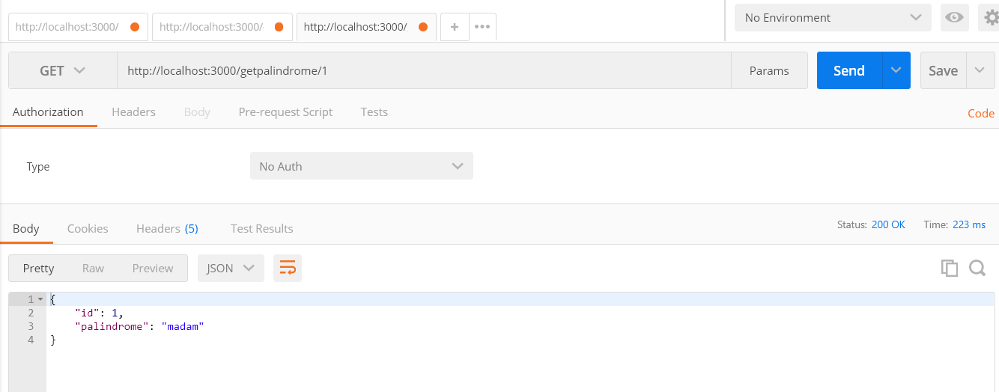 http://localhost:3000/ http://localhost:3000/ http://localhost:3000/ + ••• No Environment
GET http://localhost:3000/getpalindrome/1 Params Send Save
Authorization Headers Body Pre-request Script Tests Code
Type No Auth
Body Cookies Headers (5) Test Results Status: 200 OK Time: 223 ms
Pretty Raw Preview JSON
1 {
2 "id": 1,
3 "palindrome": "madam"
4 }